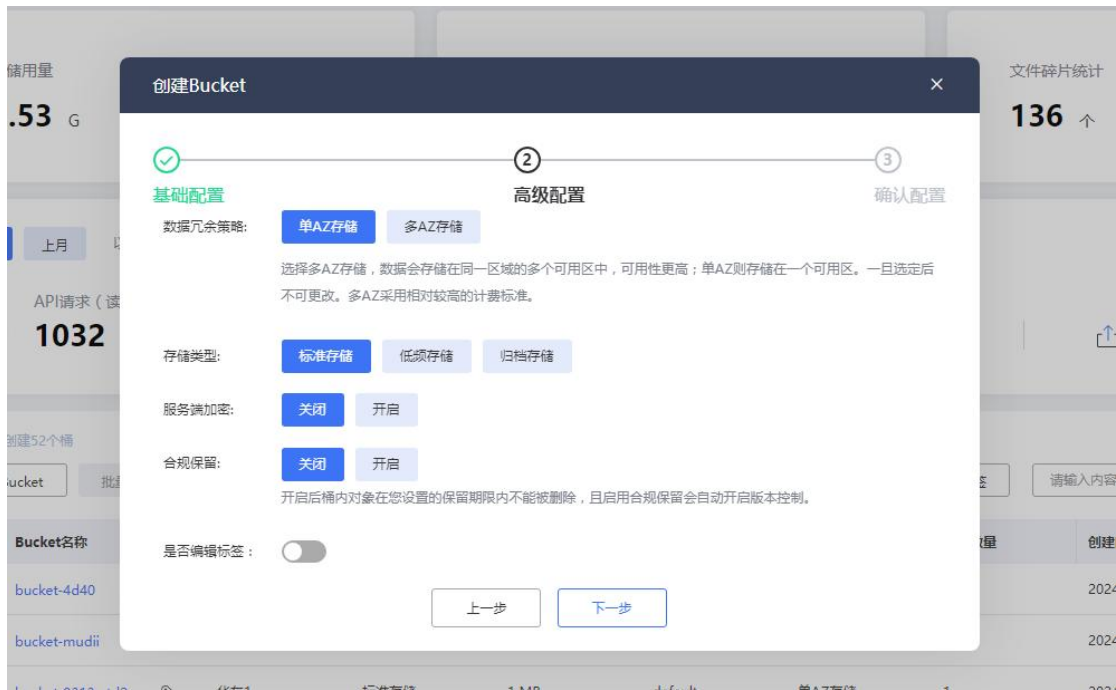 储用量
.53 G
文件碎片统计
136 个
创建Bucket
2
3
基础配置
高级配置
确认配置
数据冗余策略:
单AZ存储
多AZ存储
选择多AZ存储，数据会存储在同一区域的多个可用区中，可用性更高；单AZ则存储在一个可用区。一旦选定后
不可更改。多AZ采用相对较高的计费标准。
上月
API请求（读
1032
存储类型:
标准存储
低频存储
归档存储
服务端加密:
关闭
开启
合规保留:
关闭
开启
开启后桶内对象在您设置的保留期限内不能被删除，且启用合规保留会自动开启版本控制。
是否编辑标签：
上一步
下一步
创建52个桶
ucket
请输入内容
Bucket名称
量
创建
bucket-4d40
2024
bucket-mudii
2024